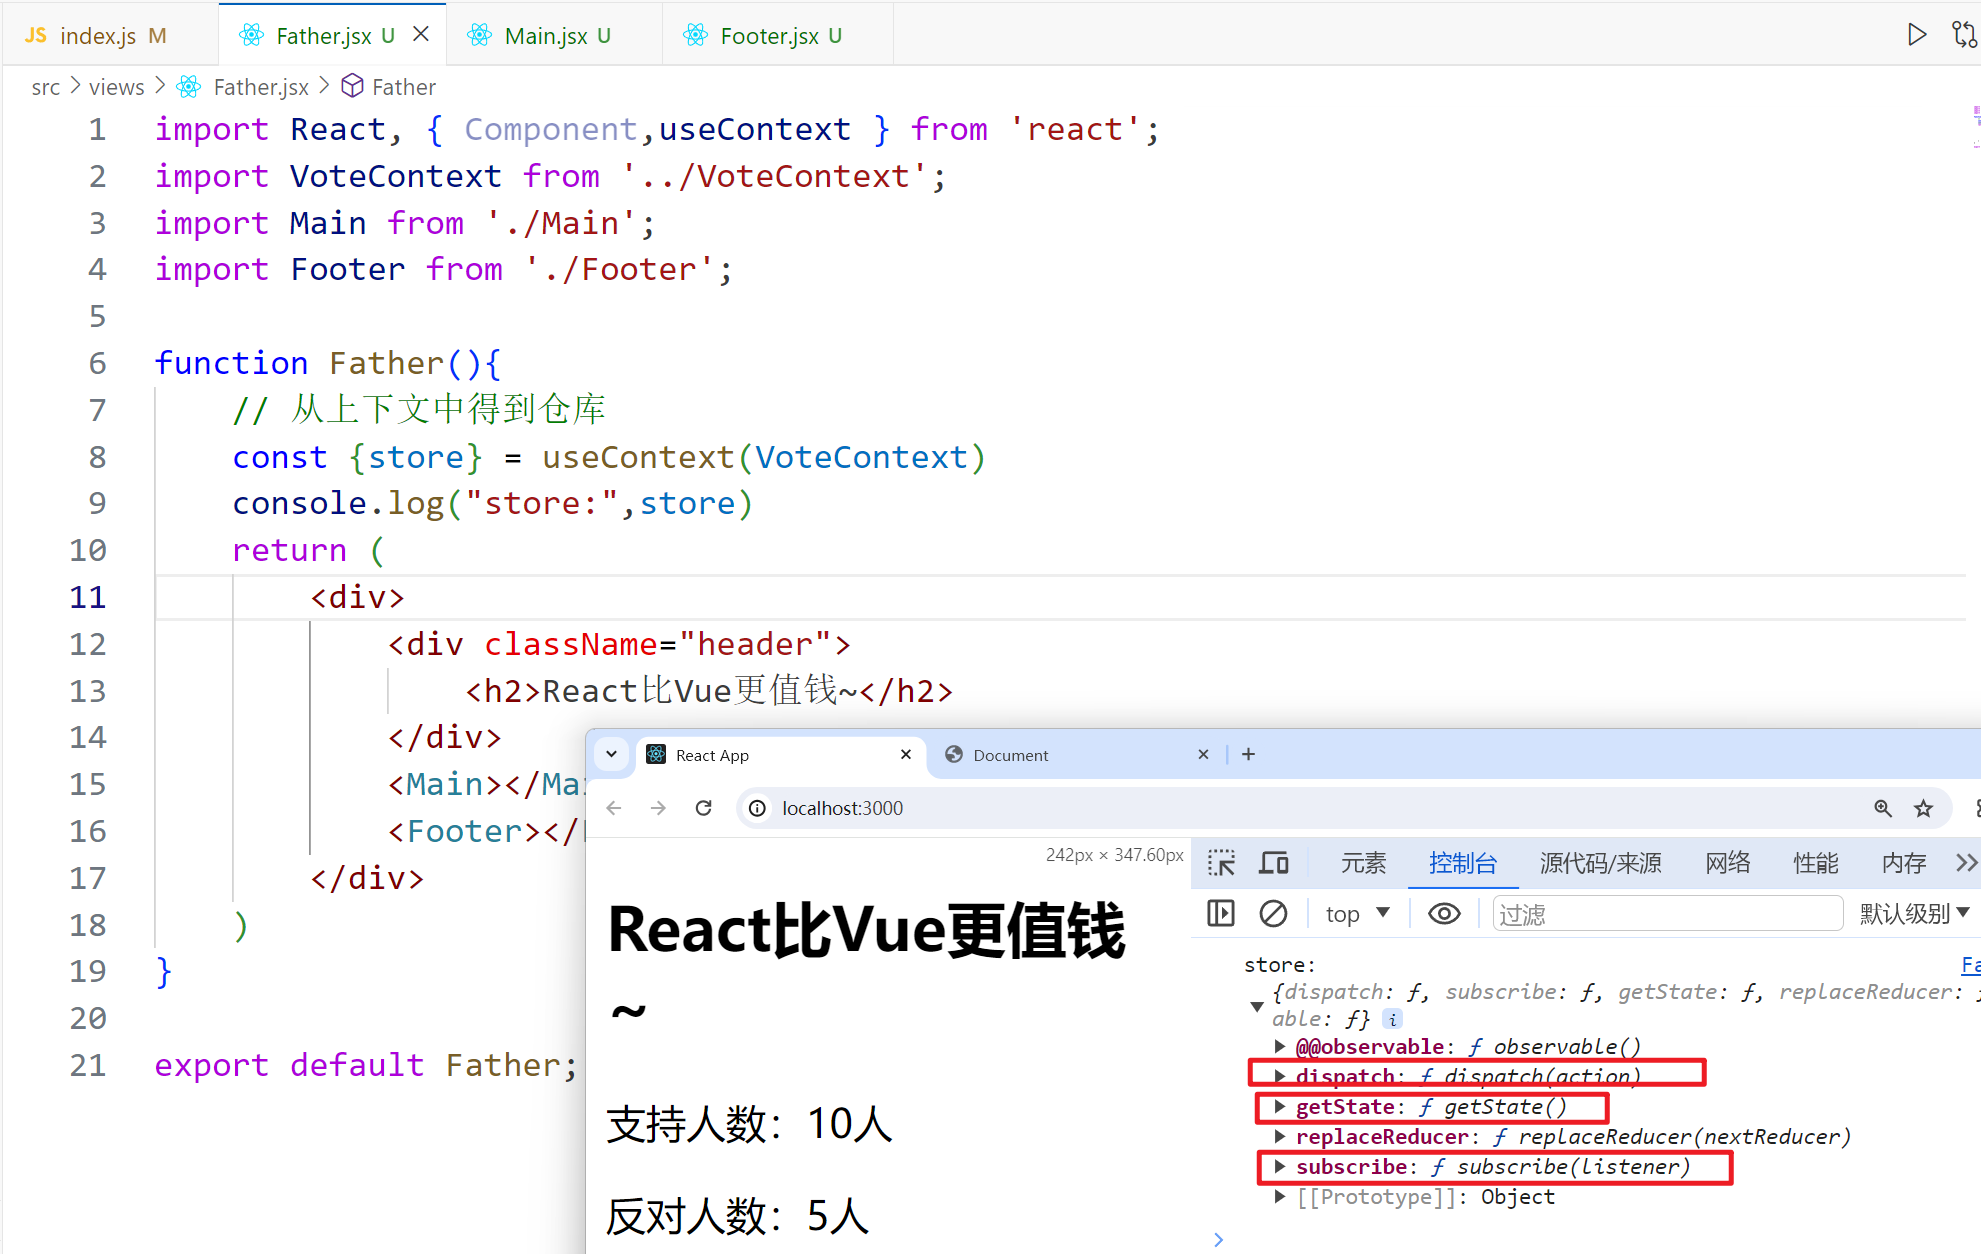 JS index.js M
Father.jsx U
Main.jsx U
Footer.jsx U
src > views > Father.jsx > Father
1 import React, { Component,useContext } from 'react';
2 import VoteContext from '../VoteContext';
3 import Main from './Main';
4 import Footer from './Footer';
5
6 function Father(){
7 // 从上下文中得到仓库
8 const {store} = useContext(VoteContext)
9 console.log("store:",store)
10 return (
11 <div>
12 <div className="header">
13 <h2>React比Vue更值钱~</h2>
14 </div>
15 <Main></Mai
16 <Footer></
17 </div>
18 )
19 }
20
21 export default Father;
React App
Document
localhost:3000
242px × 347.60px
React比Vue更值钱
~
支持人数：10人
反对人数：5人
元素 控制台 源代码/来源 网络 性能 内存
top 过滤 默认级别
store: Fa
{dispatch: ƒ, subscribe: ƒ, getState: ƒ, replaceReducer: ƒ
able: ƒ} i
@@observable: ƒ observable()
dispatch: ƒ dispatch(action)
getState: ƒ getState()
replaceReducer: ƒ replaceReducer(nextReducer)
subscribe: ƒ subscribe(listener)
[[Prototype]]: Object